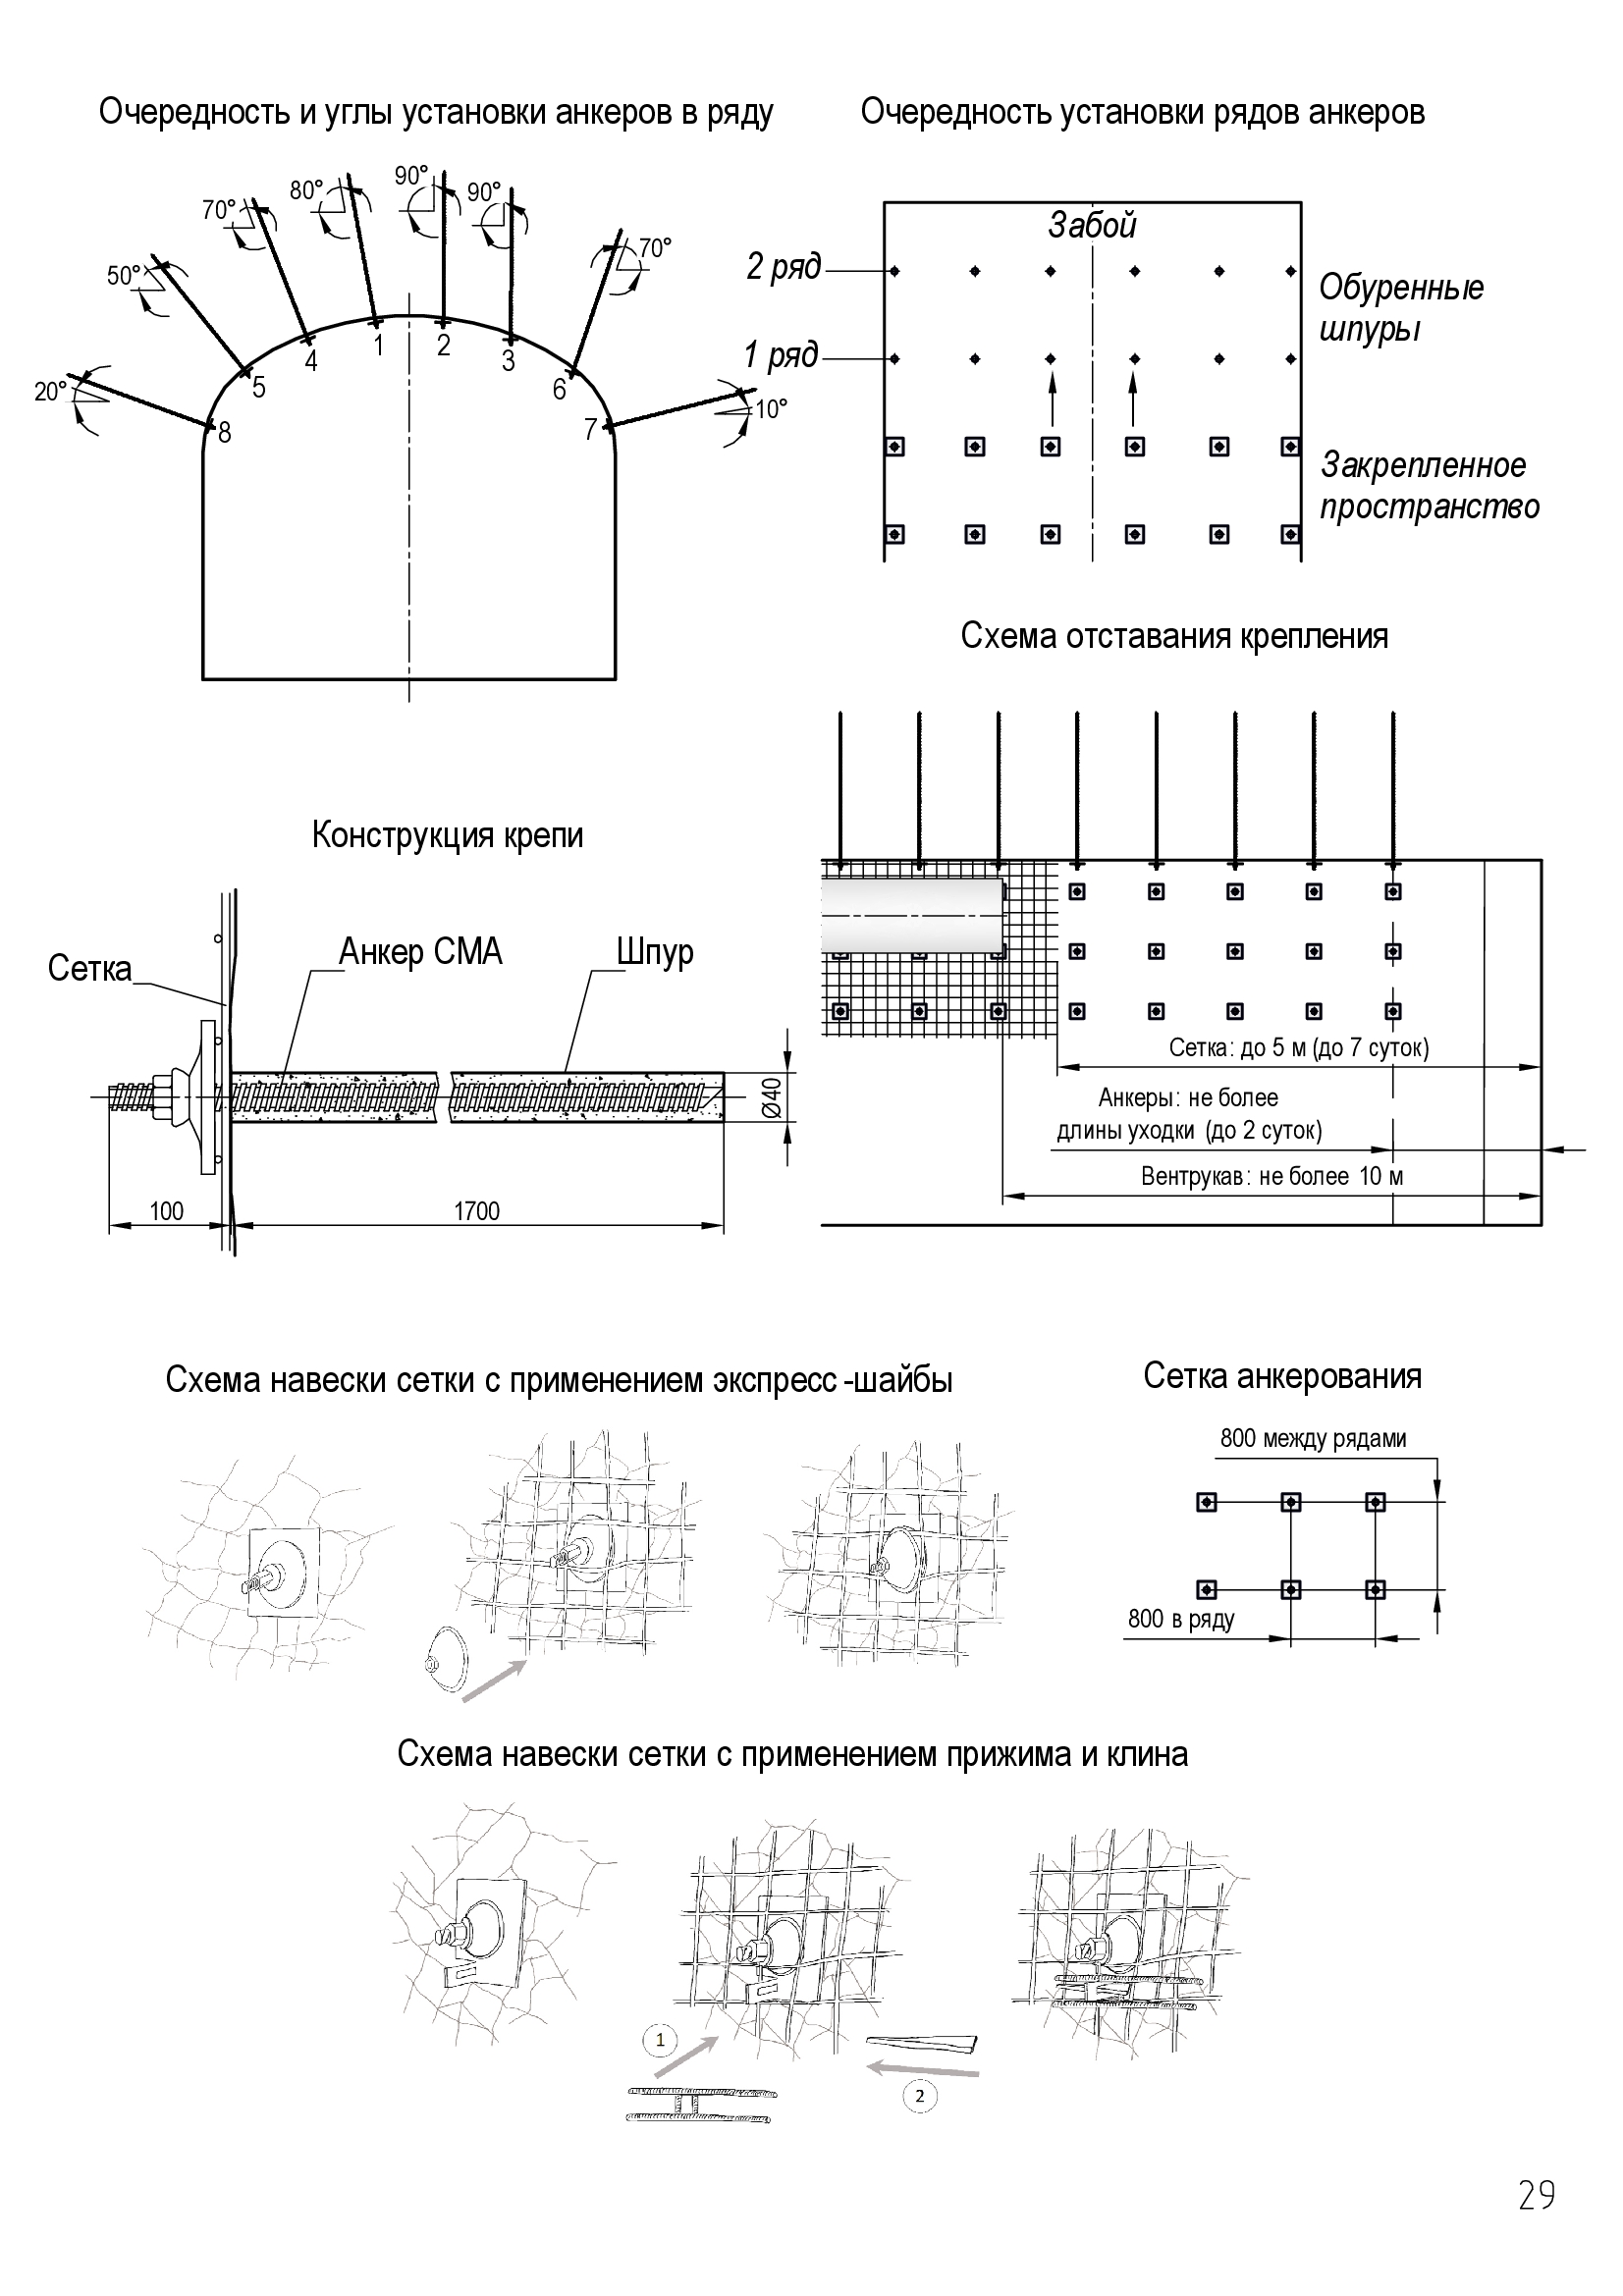 Очередность и углы установки анкеров в ряду
90°
80°
90°
70°
70°
50°
20°
10°
1
2
3
4
5
6
7
8
Очередность установки рядов анкеров
Забой
2 ряд
Обуренные
шпуры
1 ряд
Закрепленное
пространство
Схема отставания крепления
Сетка: до 5 м (до 7 суток)
Анкеры: не более
длины уходки (до 2 суток)
Вентрукав: не более 10 м
Конструкция крепи
Сетка
Анкер СМА
Шпур
Ø40
100
1700
Схема навески сетки с применением экспресс-шайбы
Сетка анкерования
800 между рядами
800 в ряду
Схема навески сетки с применением прижима и клина
1
2
29